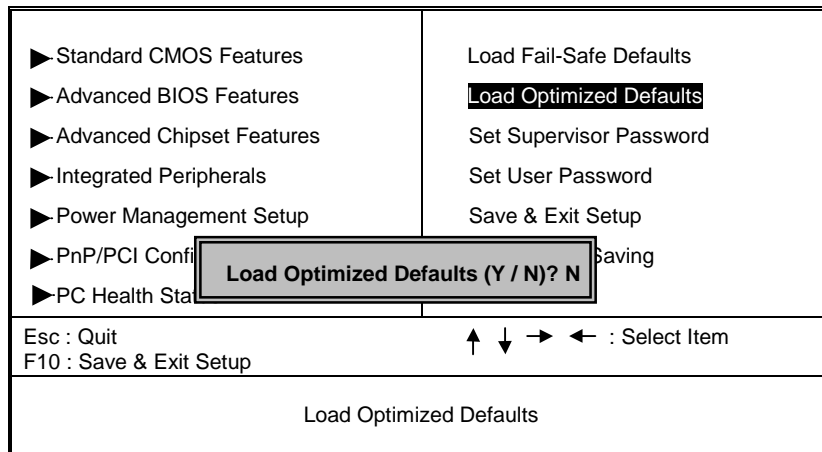 Standard CMOS Features
Advanced BIOS Features
Advanced Chipset Features
Integrated Peripherals
Power Management Setup
PnP/PCI Confi
PC Health Sta
Load Fail-Safe Defaults
Load Optimized Defaults
Set Supervisor Password
Set User Password
Save & Exit Setup
Saving
Load Optimized Defaults (Y / N)? N
Esc : Quit
F10 : Save & Exit Setup
: Select Item
Load Optimized Defaults